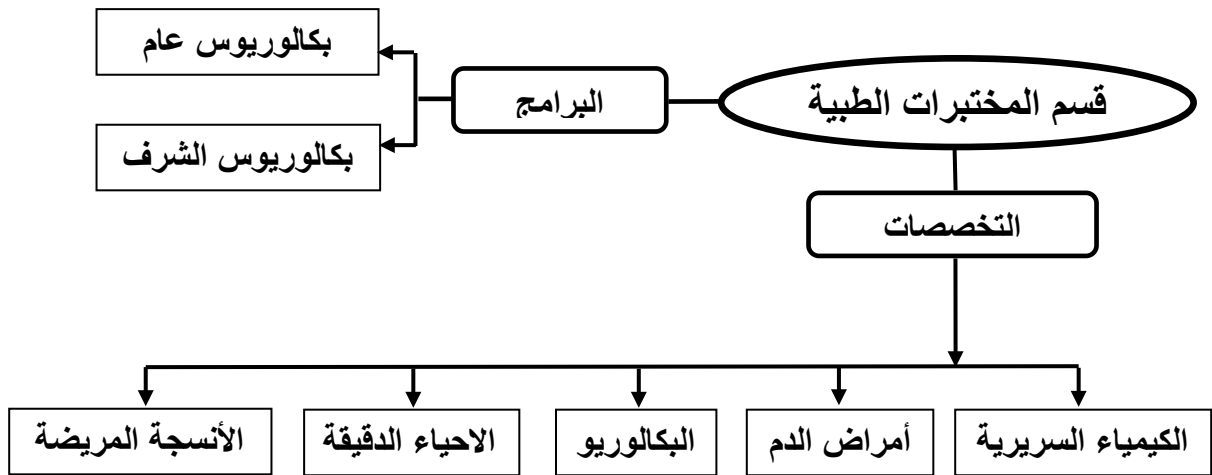 قسم المختبرات الطبية
البرامج
بكالوريوس عام
بكالوريوس الشرف
التخصصات
الكيمياء السريرية
أمراض الدم
البكالوريو
الاحياء الدقيقة
الأنسجة المريضة